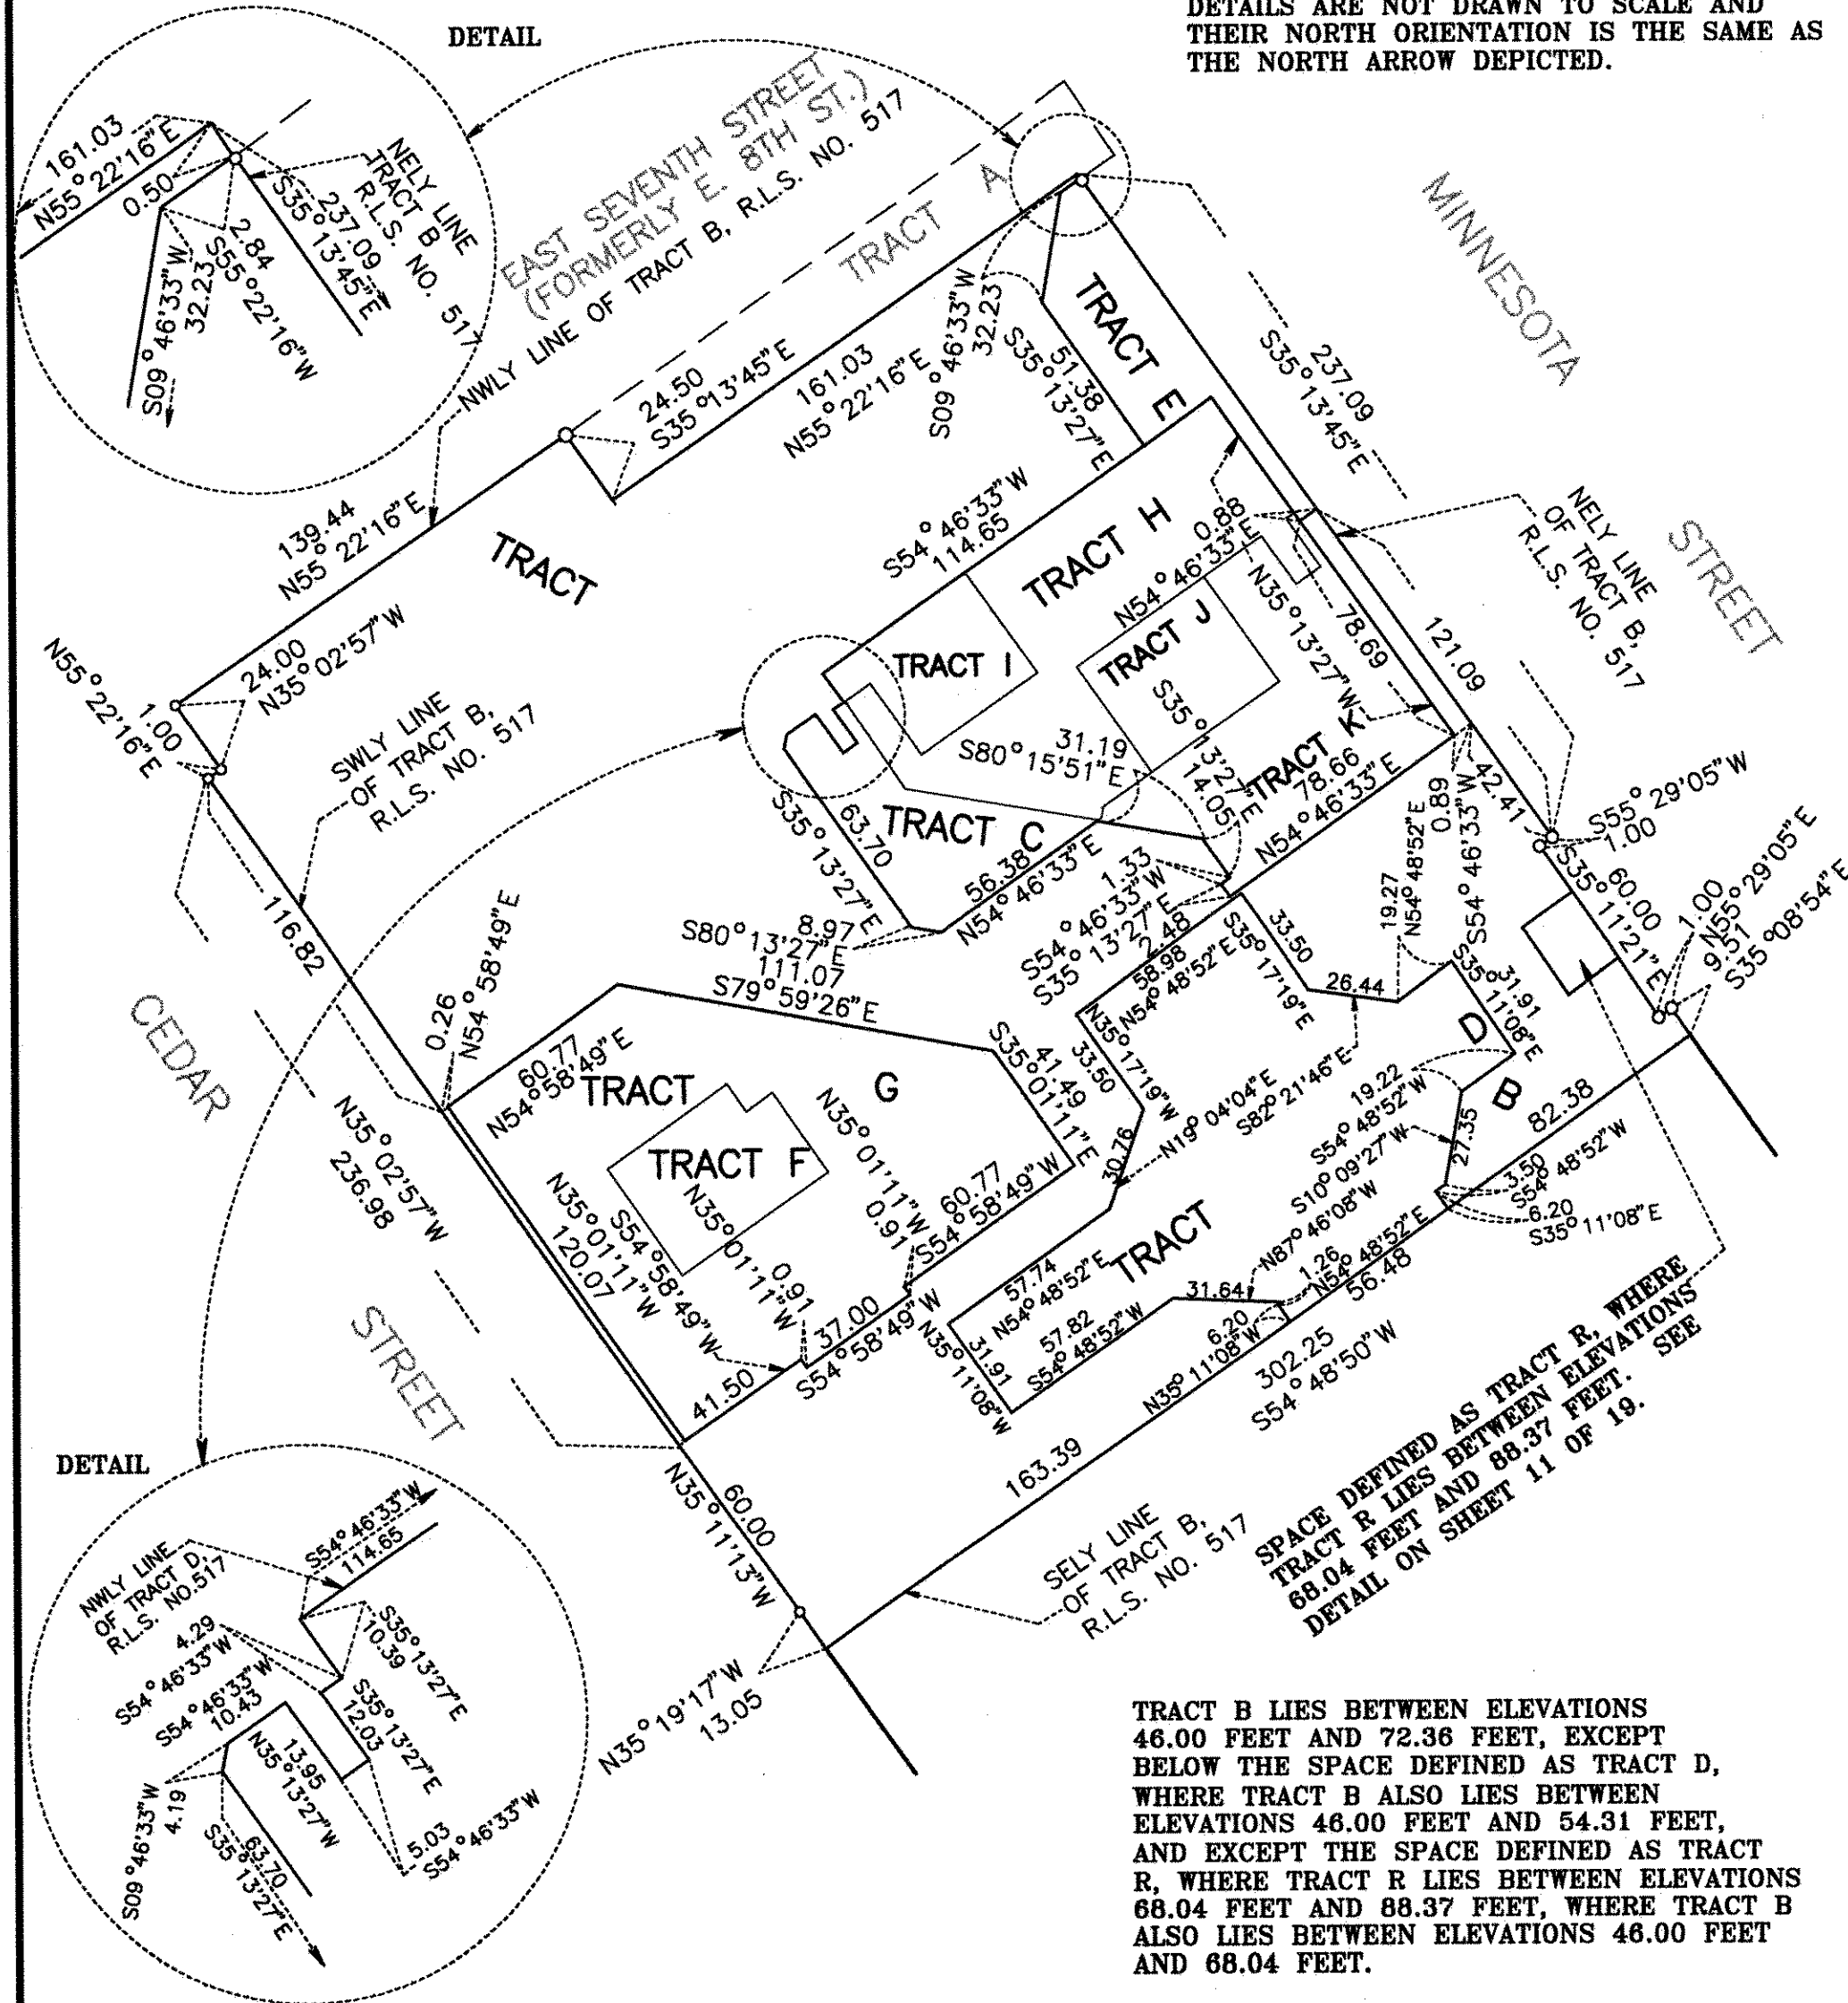 DETAILS ARE NOT DRAWN TO SCALE AND
THEIR NORTH ORIENTATION IS THE SAME AS
THE NORTH ARROW DEPICTED.
DETAIL
161.03
N55°22'16"E
0.50
NELY LINE
TRACT B
R.L.S. NO. 517
237.09
S35°13'45"E
2.84
S55°22'16"W
S09°46'33"W
32.23
EAST SEVENTH STREET
(FORMERLY E. 8TH ST.)
NWLY LINE OF TRACT B, R.L.S. NO. 517
TRACT A
MINNESOTA
STREET
24.50
S35°13'45"E
161.03
N55°22'16"E
S09°46'33"W
32.23
51.38
S35°13'27"E
TRACT E
237.09
S35°13'45"E
139.44
N55°22'16"E
TRACT
S54°46'33"W
114.65
TRACT H
0.88
N54°46'33"E
NELY LINE
OF TRACT B,
R.L.S. NO. 517
N35°13'27"W
78.69
121.09
24.00
N35°02'57"W
N55°22'16"E
1.00
SWLY LINE
OF TRACT B,
R.L.S. NO. 517
TRACT I
TRACT J
S35°13'27"E
14.05
31.19
S80°15'51"E
TRACT K
78.66
N54°46'33"E
42.41
S55°29'05"W
1.00
63.70
S35°13'27"E
TRACT C
56.38
N54°46'33"E
1.33
S54°46'33"W
S35°13'27"E
2.48
0.89
S54°46'33"W
19.27
N54°48'52"E
60.00
S35°11'21"E
1.00
N55°29'05"E
9.51
S35°08'54"E
116.82
8.97
S80°13'27"E
111.07
S79°59'26"E
58.98
N54°48'52"E
33.50
S35°17'19"E
26.44
31.91
S35°11'08"E
CEDAR
STREET
0.26
N54°58'49"E
60.77
N54°58'49"E
TRACT
G
TRACT F
41.49
S35°01'11"E
N35°17'19"W
33.50
N19°04'04"E
30.76
S82°21'46"E
D
B
19.22
S54°48'52"W
S10°09'27"W
27.35
82.38
3.50
S54°48'52"W
6.20
S35°11'08"E
N35°02'57"W
236.98
N35°01'11"W
120.07
S54°58'49"W
41.50
N35°01'11"W
0.91
37.00
S54°58'49"W
N35°01'11"W
0.91
60.77
S54°58'49"W
TRACT
57.74
N54°48'52"E
57.82
S54°48'52"W
31.91
N35°11'08"W
31.64
N87°46'08"W
1.26
N54°48'52"E
56.48
6.20
N35°11'08"W
302.25
S54°48'50"W
163.39
60.00
N35°11'13"W
SELY LINE
OF TRACT B,
R.L.S. NO. 517
N35°19'17"W
13.05
SPACE DEFINED AS TRACT R, WHERE
TRACT R LIES BETWEEN ELEVATIONS
68.04 FEET AND 88.37 FEET. SEE
DETAIL ON SHEET 11 OF 19.
DETAIL
S54°46'33"W
114.65
NWLY LINE
OF TRACT D,
R.L.S. NO.517
4.29
S54°46'33"W
S35°13'27"E
10.39
S54°46'33"W
10.43
S35°13'27"E
12.03
13.95
N35°13'27"W
S09°46'33"W
4.19
63.70
S35°13'27"E
5.03
S54°46'33"W
TRACT B LIES BETWEEN ELEVATIONS
46.00 FEET AND 72.36 FEET, EXCEPT
BELOW THE SPACE DEFINED AS TRACT D,
WHERE TRACT B ALSO LIES BETWEEN
ELEVATIONS 46.00 FEET AND 54.31 FEET,
AND EXCEPT THE SPACE DEFINED AS TRACT
R, WHERE TRACT R LIES BETWEEN ELEVATIONS
68.04 FEET AND 88.37 FEET, WHERE TRACT B
ALSO LIES BETWEEN ELEVATIONS 46.00 FEET
AND 68.04 FEET.